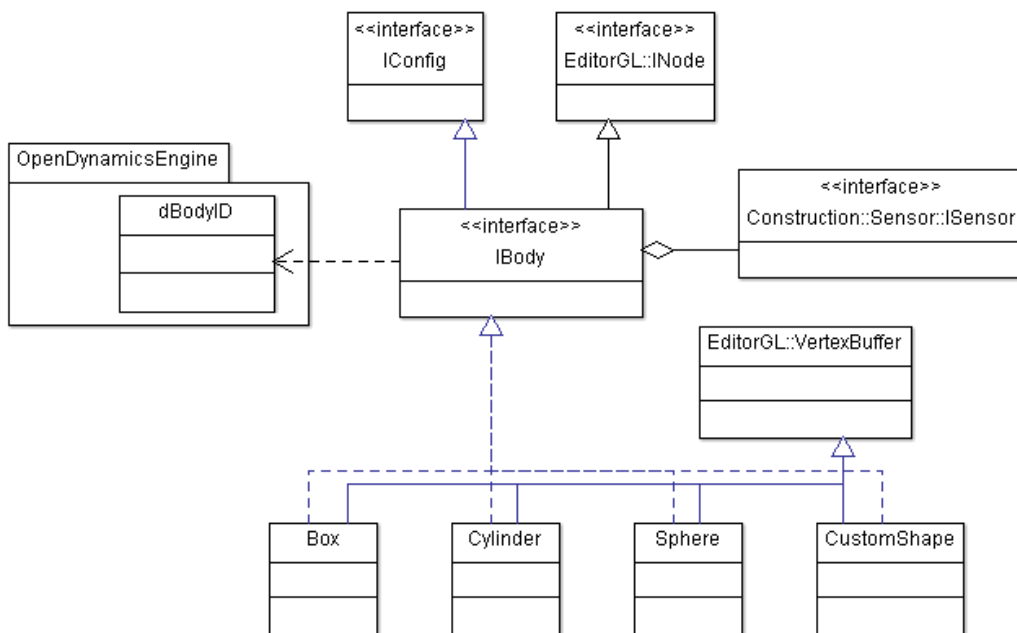 <<interface>>
IConfig
<<interface>>
EditorGL::INode
OpenDynamicsEngine
dBodyID
<<interface>>
IBody
<<interface>>
Construction::Sensor::ISensor
EditorGL::VertexBuffer
Box
Cylinder
Sphere
CustomShape